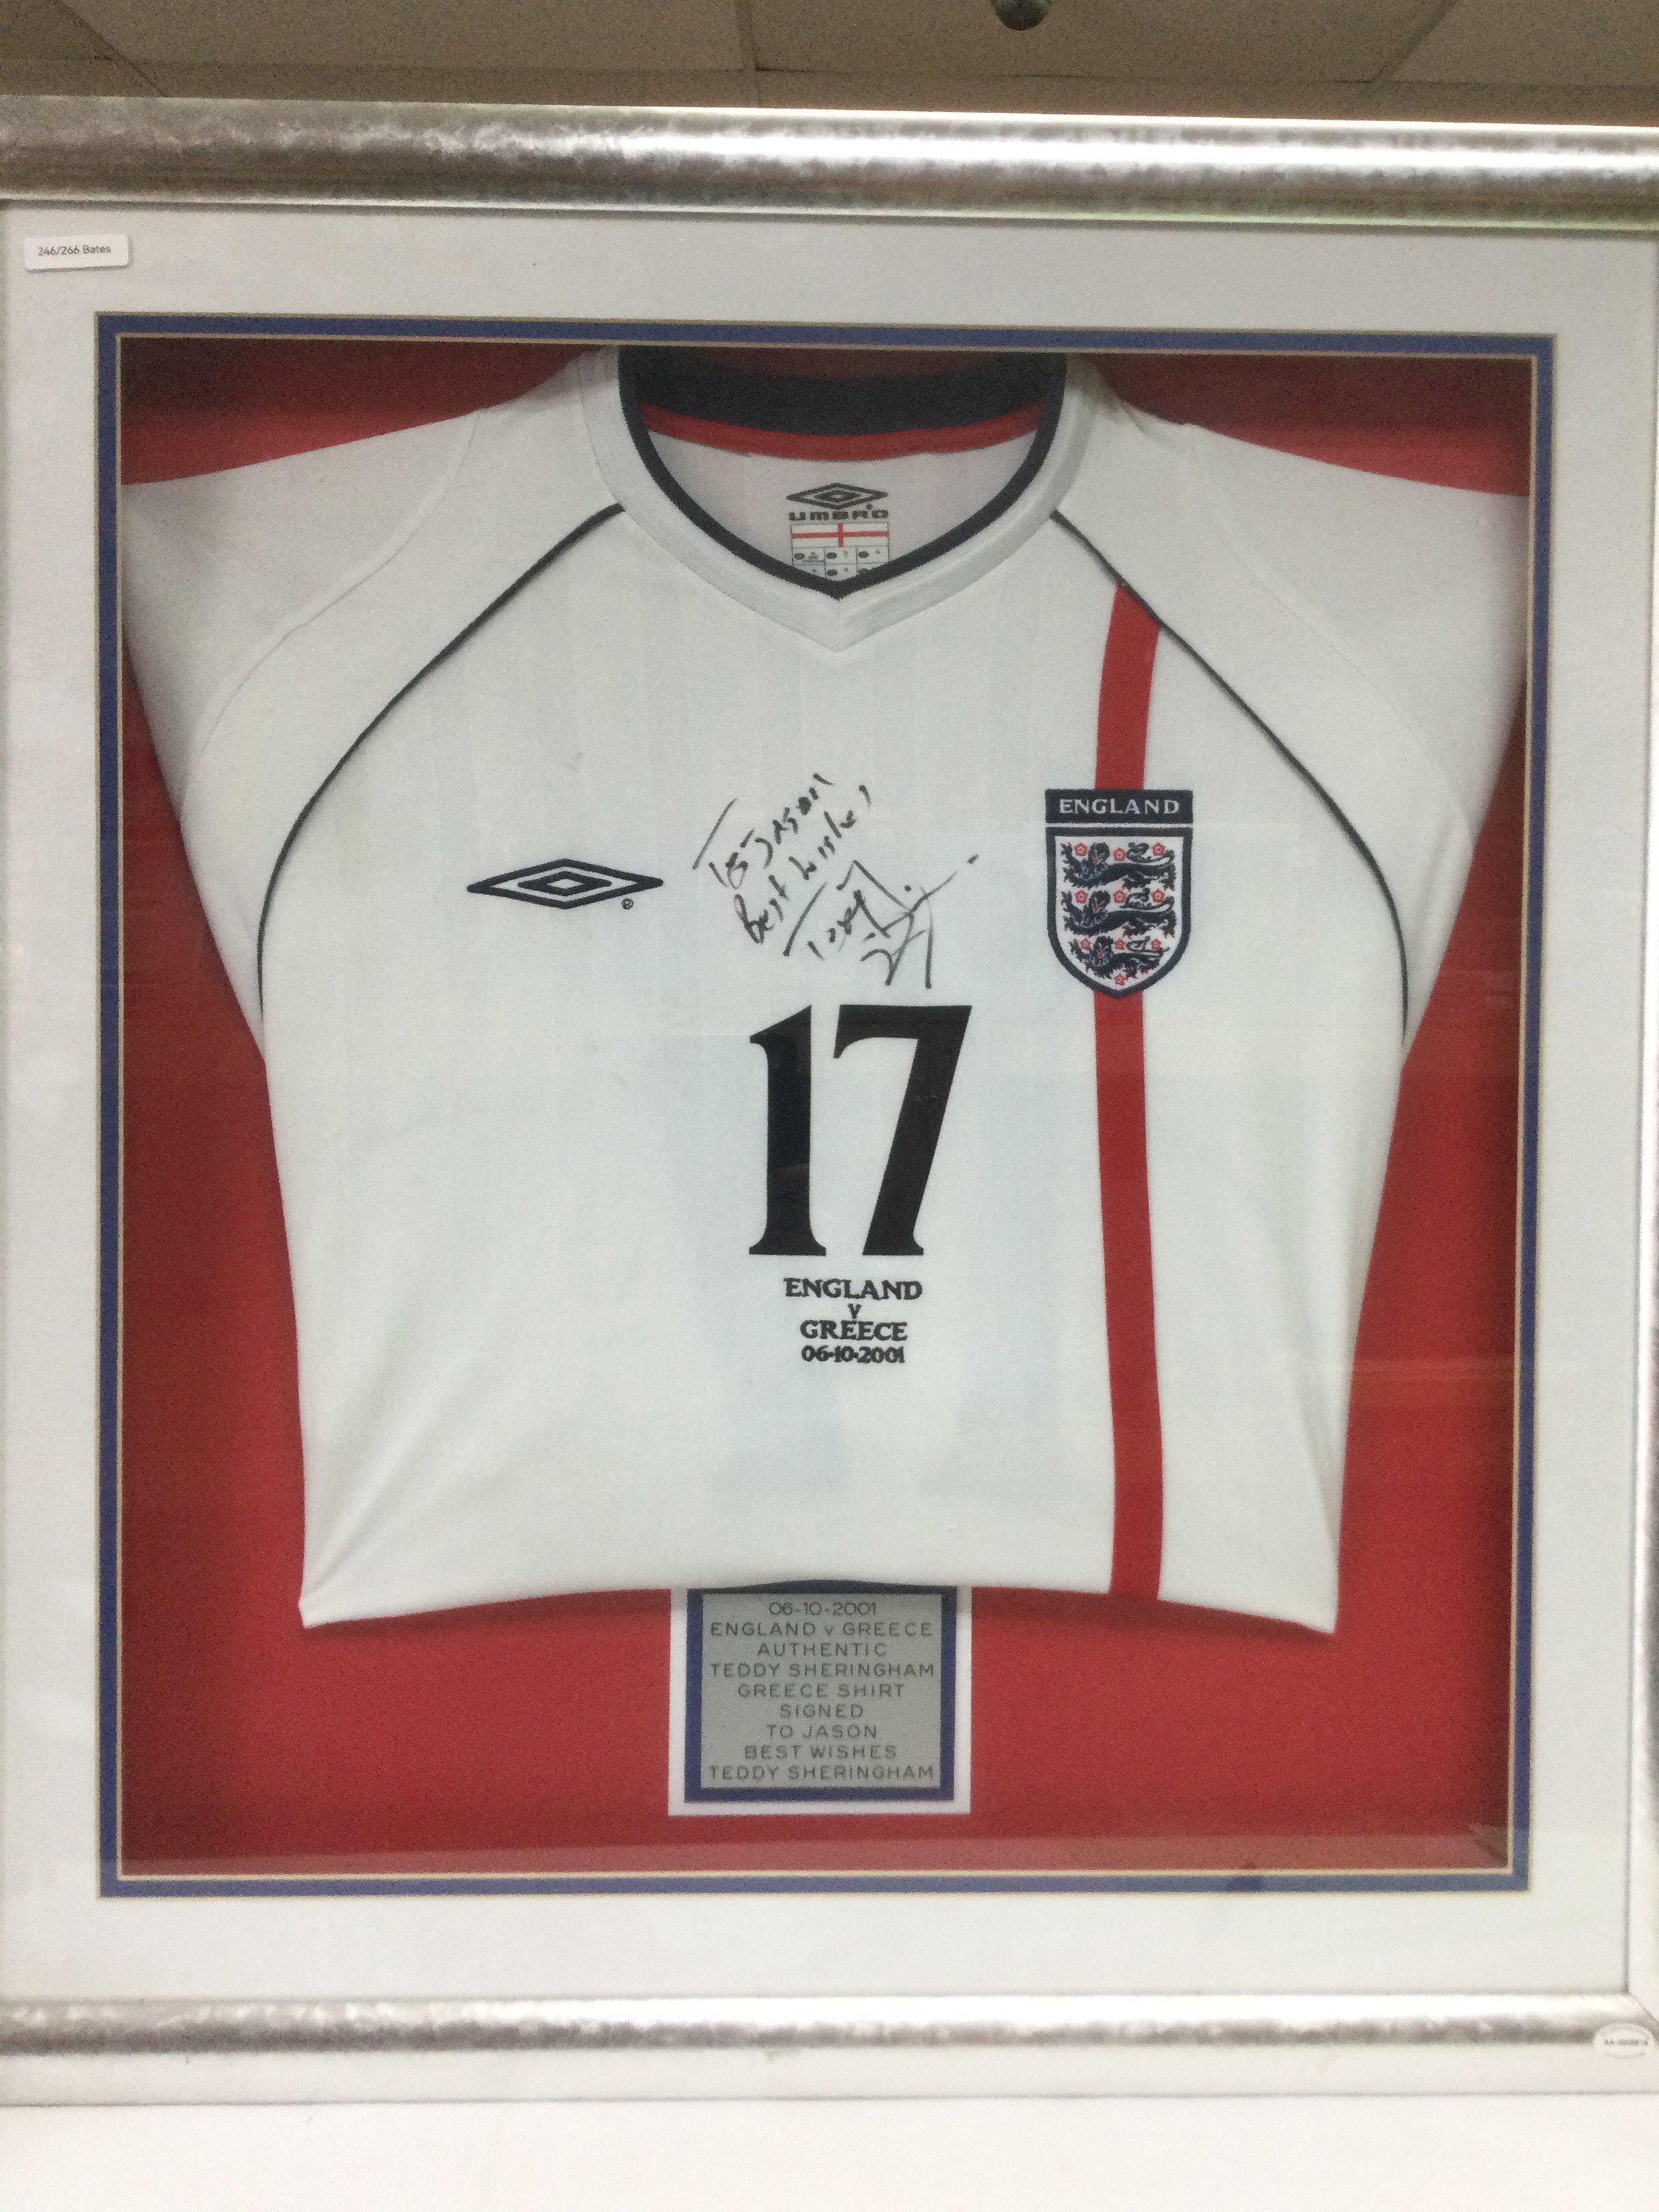 246/266 Bates
UMBRO
ENGLAND
To Jason
Best wishes
Teddy
17
ENGLAND
v
GREECE
06-10-2001
06-10-2001
ENGLAND v GREECE
AUTHENTIC
TEDDY SHERINGHAM
GREECE SHIRT
SIGNED
TO JASON
BEST WISHES
TEDDY SHERINGHAM